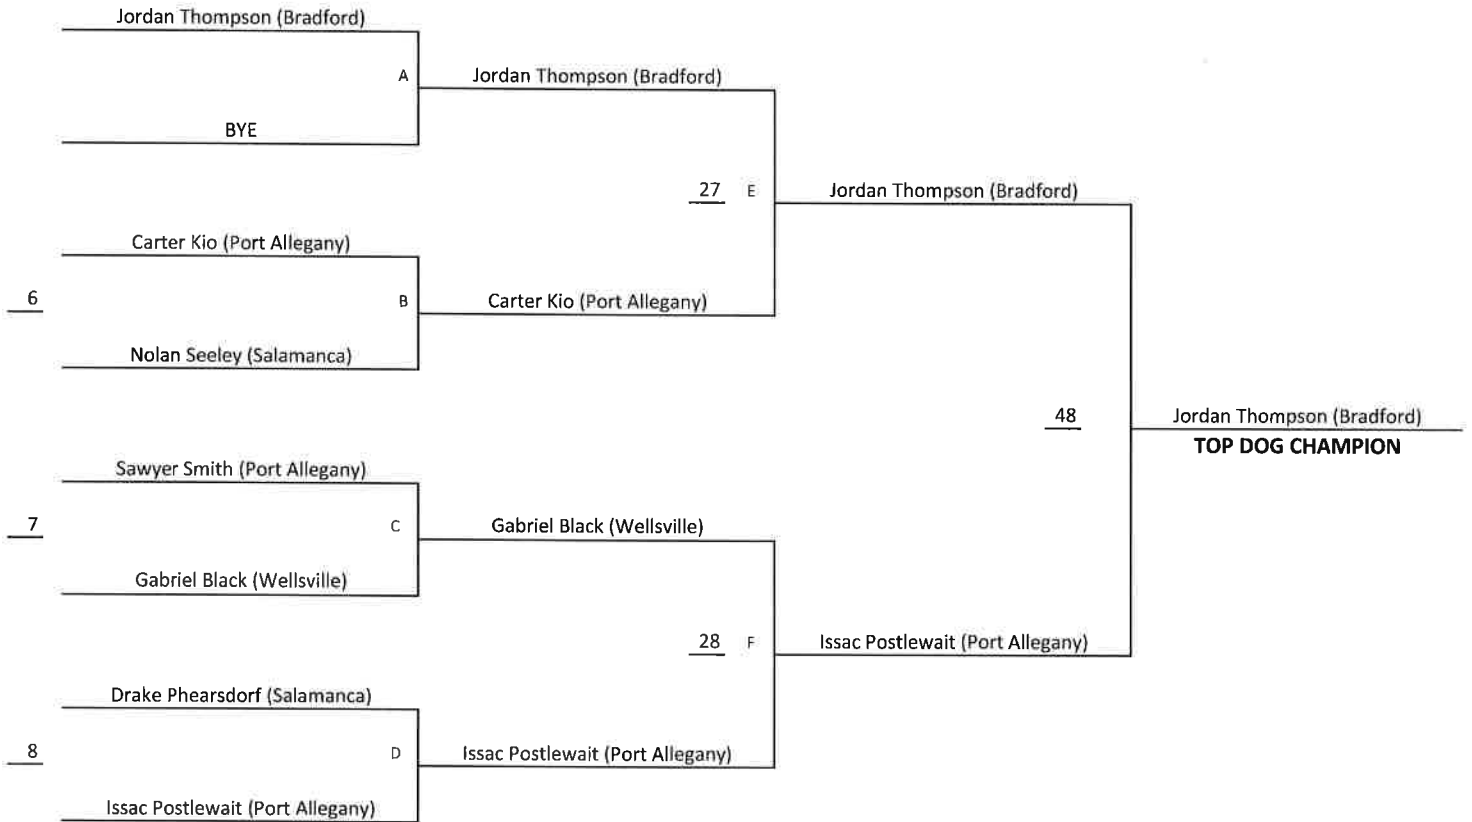 Jordan Thompson (Bradford)
A
Jordan Thompson (Bradford)
BYE
27
E
Jordan Thompson (Bradford)
Carter Kio (Port Allegany)
6
B
Carter Kio (Port Allegany)
Nolan Seeley (Salamanca)
48
Jordan Thompson (Bradford)
TOP DOG CHAMPION
Sawyer Smith (Port Allegany)
7
C
Gabriel Black (Wellsville)
Gabriel Black (Wellsville)
28
F
Issac Postlewait (Port Allegany)
Drake Phearsdorf (Salamanca)
8
D
Issac Postlewait (Port Allegany)
Issac Postlewait (Port Allegany)